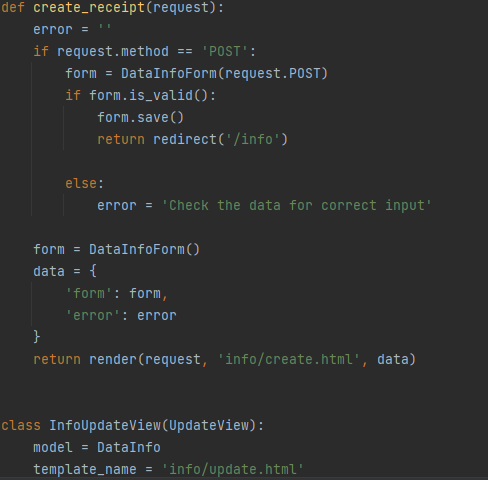 def create_receipt(request):
    error = ''
    if request.method == 'POST':
        form = DataInfoForm(request.POST)
        if form.is_valid():
            form.save()
            return redirect('/info')

        else:
            error = 'Check the data for correct input'

    form = DataInfoForm()
    data = {
        'form': form,
        'error': error
    }
    return render(request, 'info/create.html', data)


class InfoUpdateView(UpdateView):
    model = DataInfo
    template_name = 'info/update.html'